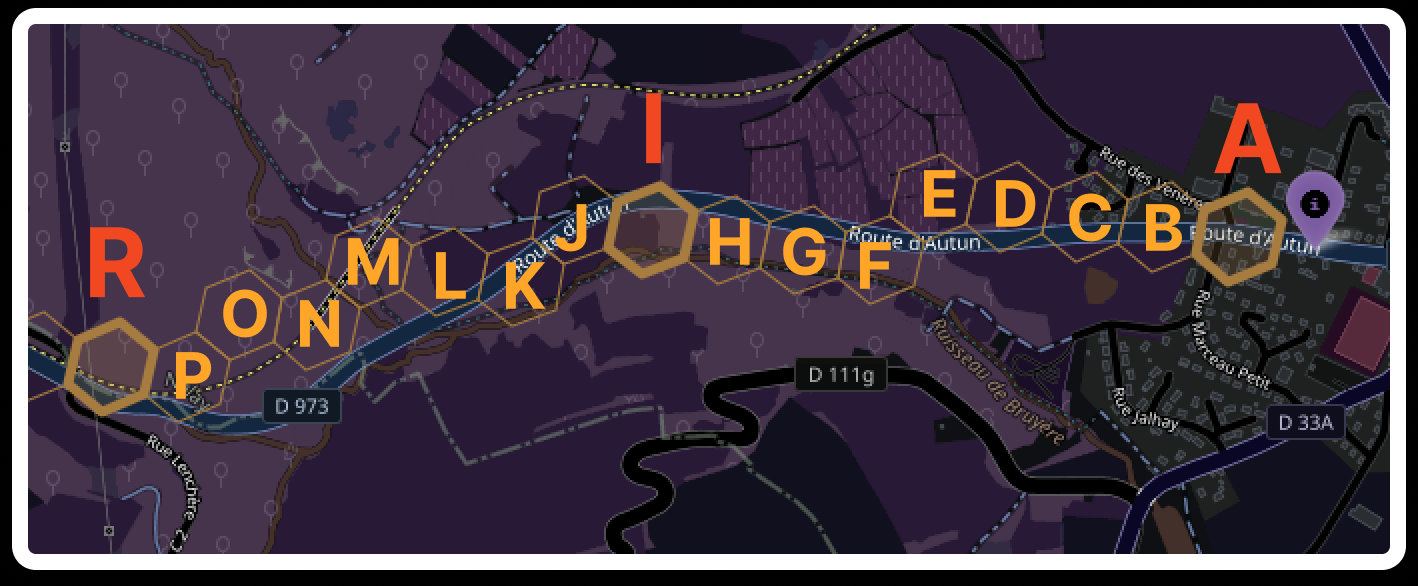 I
A
R
E
D
C
B
J
H
G
F
M
L
K
O
N
P
Rue des Vénères
Route d'Autun
Route d'Autun
Route d'Autun
D 973
D 111g
D 33A
Ruisseau de Bruyère
Rue Marceau Petit
Rue Jalhay
Rue Lenchère
i